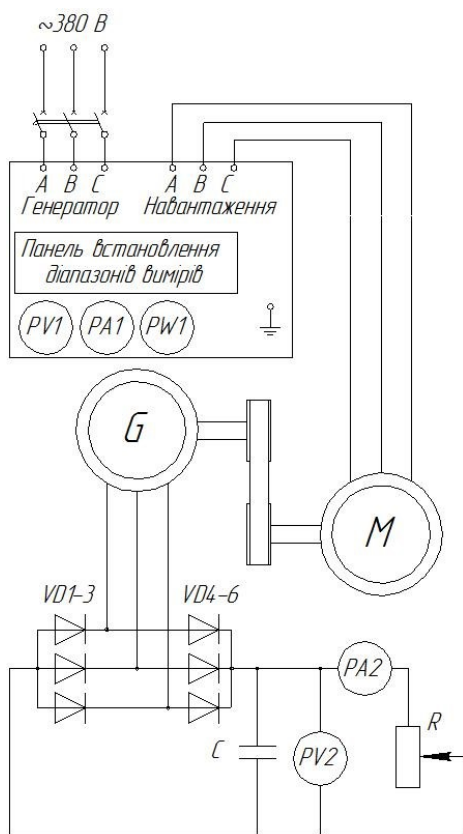 ~380 В
A B C A B C
Генератор Навантаження
Панель встановлення
діапазонів вимірів
PV1 PA1 PW1
G
M
VD1-3 VD4-6
PA2
R
C
PV2